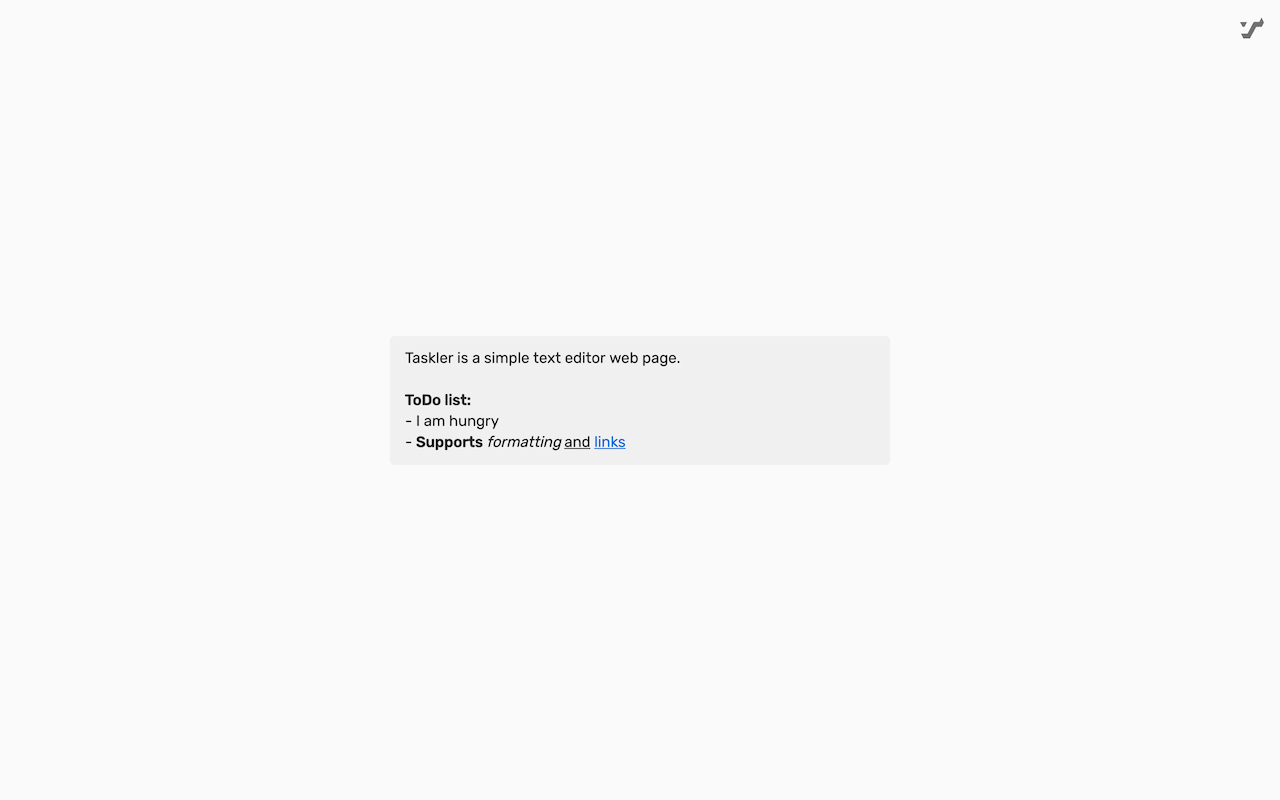 Taskler is a simple text editor web page.
ToDo list:
- I am hungry
- Supports formatting and links